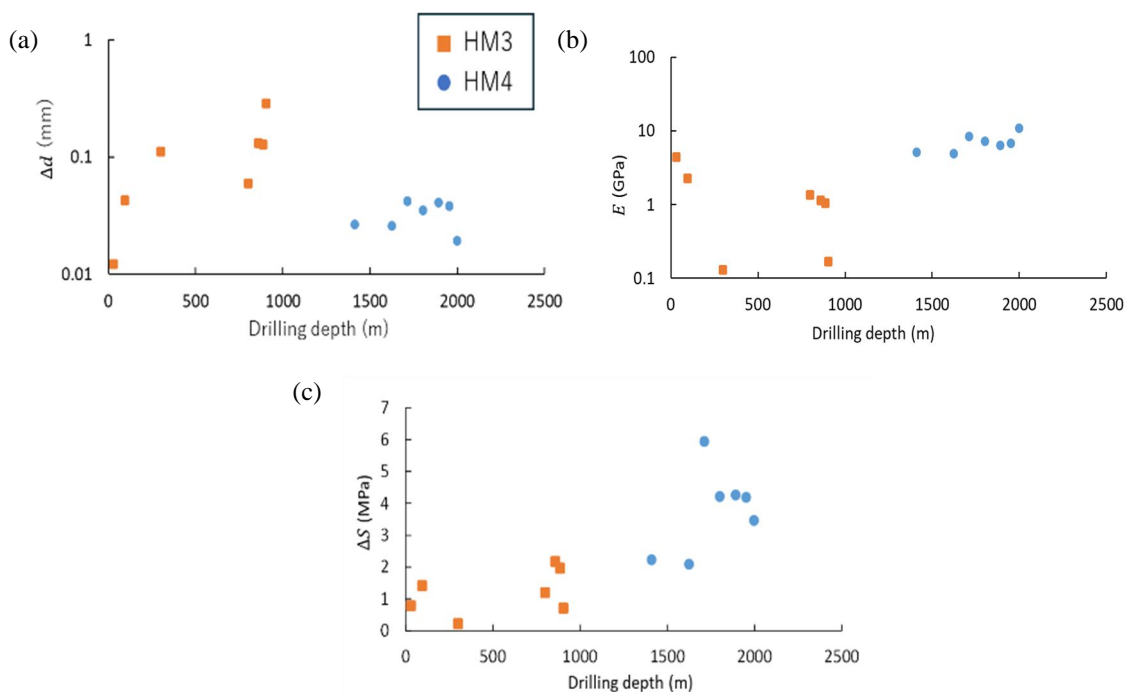 (a)
1
0.1
0.01
Δd (mm)
0 500 1000 1500 2000 2500
Drilling depth (m)
HM3
HM4
(b)
100
10
1
0.1
E (GPa)
0 500 1000 1500 2000 2500
Drilling depth (m)
(c)
7
6
5
4
3
2
1
0
ΔS (MPa)
0 500 1000 1500 2000 2500
Drilling depth (m)